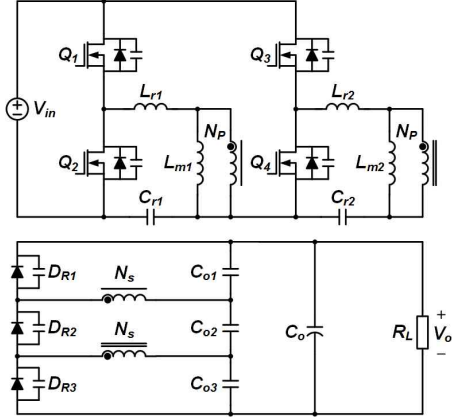 Q1
Q3
Lr1
Lr2
Vin
NP
NP
Q2
Lm1
Q4
Lm2
Cr1
Cr2
DR1
Ns
Co1
DR2
Ns
Co2
Co
RL
+
Vo
−
DR3
Co3